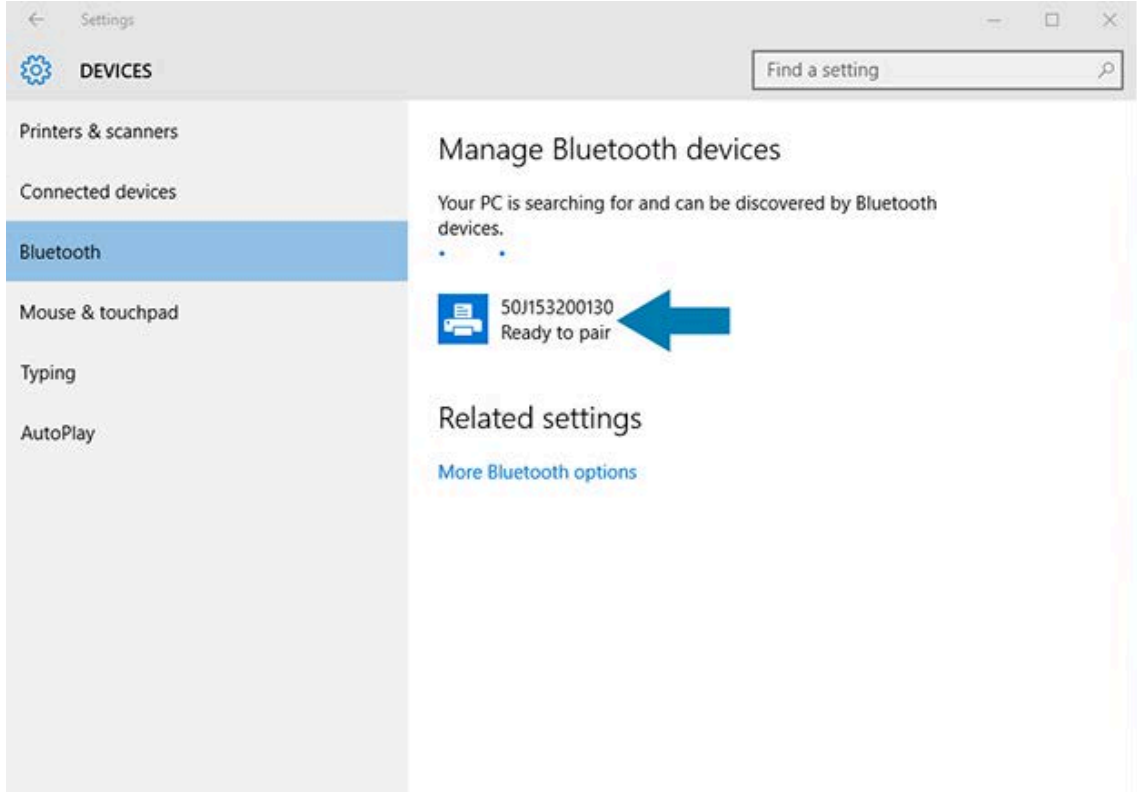 Settings
DEVICES
Find a setting
Printers & scanners
Connected devices
Bluetooth
Mouse & touchpad
Typing
AutoPlay
Manage Bluetooth devices
Your PC is searching for and can be discovered by Bluetooth
devices.
50J153200130
Ready to pair
Related settings
More Bluetooth options